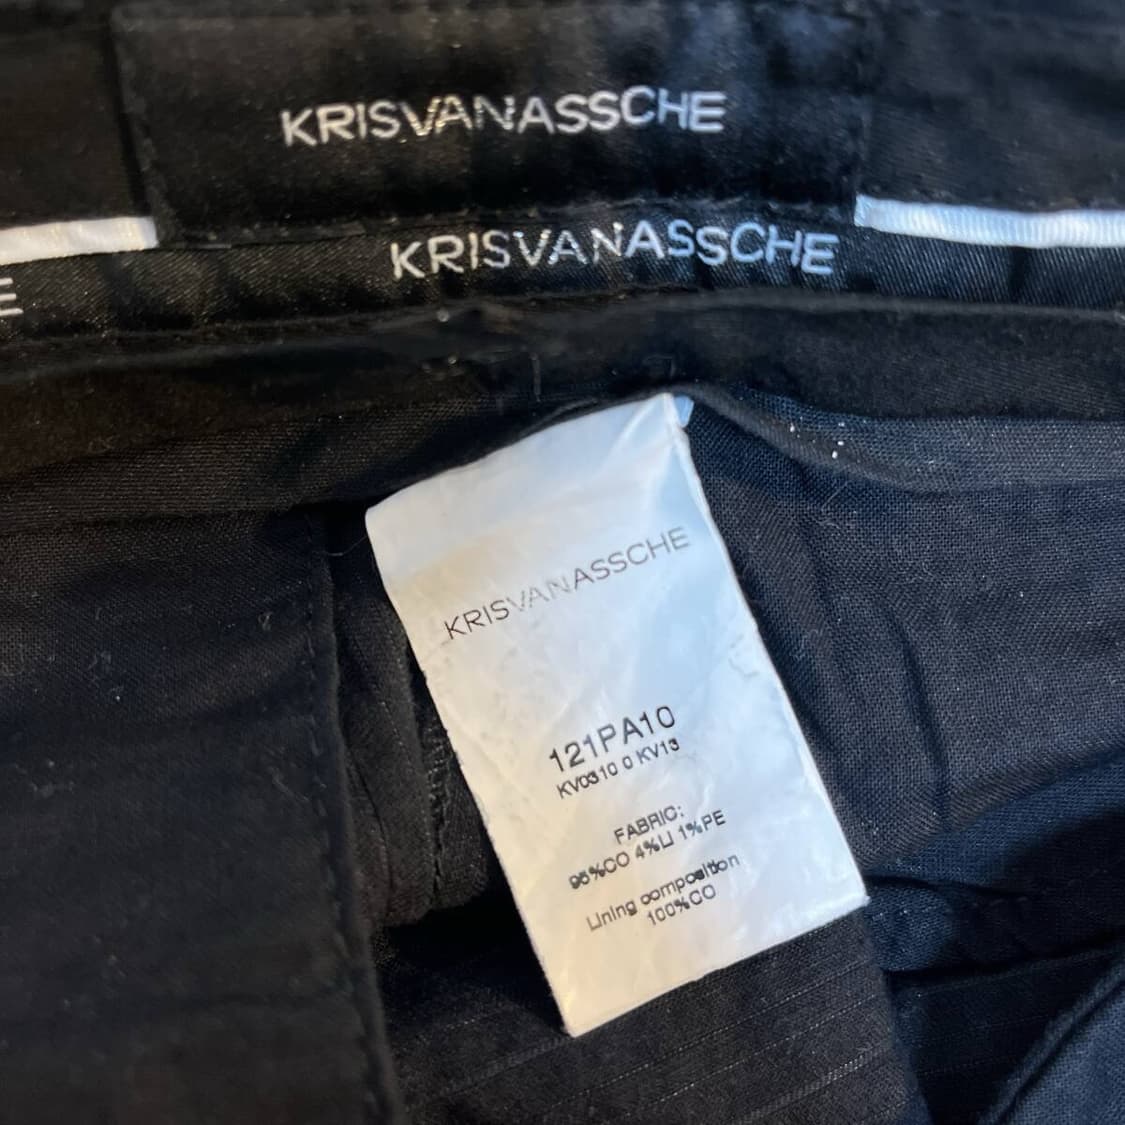 KRISVANASSCHE
KRISVANASSCHE
E
KRISVANASSCHE
121PA10
KV0310 0 KV13
FABRIC:
95%CO 4%LI 1%PE
Lining composition
100%CO